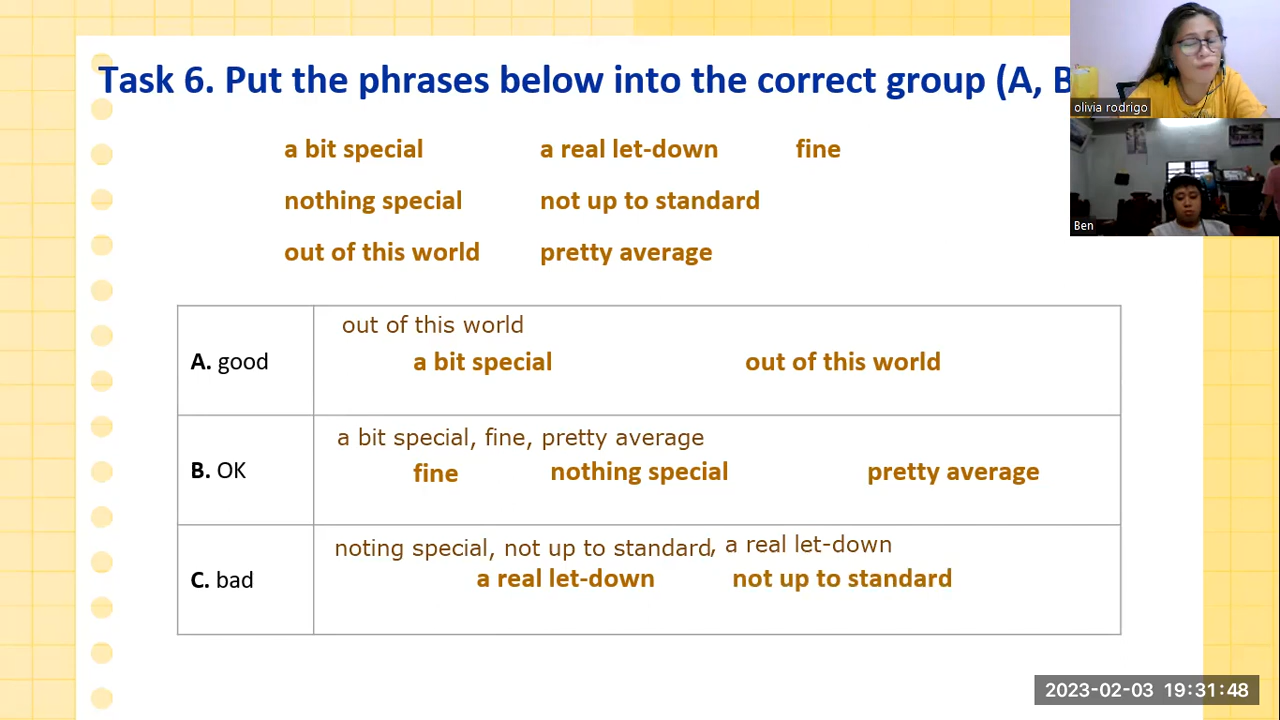 Task 6. Put the phrases below into the correct group (A, B
olivia rodrigo
a bit special a real let-down fine
nothing special not up to standard
Ben
out of this world pretty average
out of this world
A. good a bit special out of this world
a bit special, fine, pretty average
B. OK fine nothing special pretty average
noting special, not up to standard, a real let-down
C. bad a real let-down not up to standard
2023-02-03 19:31:48